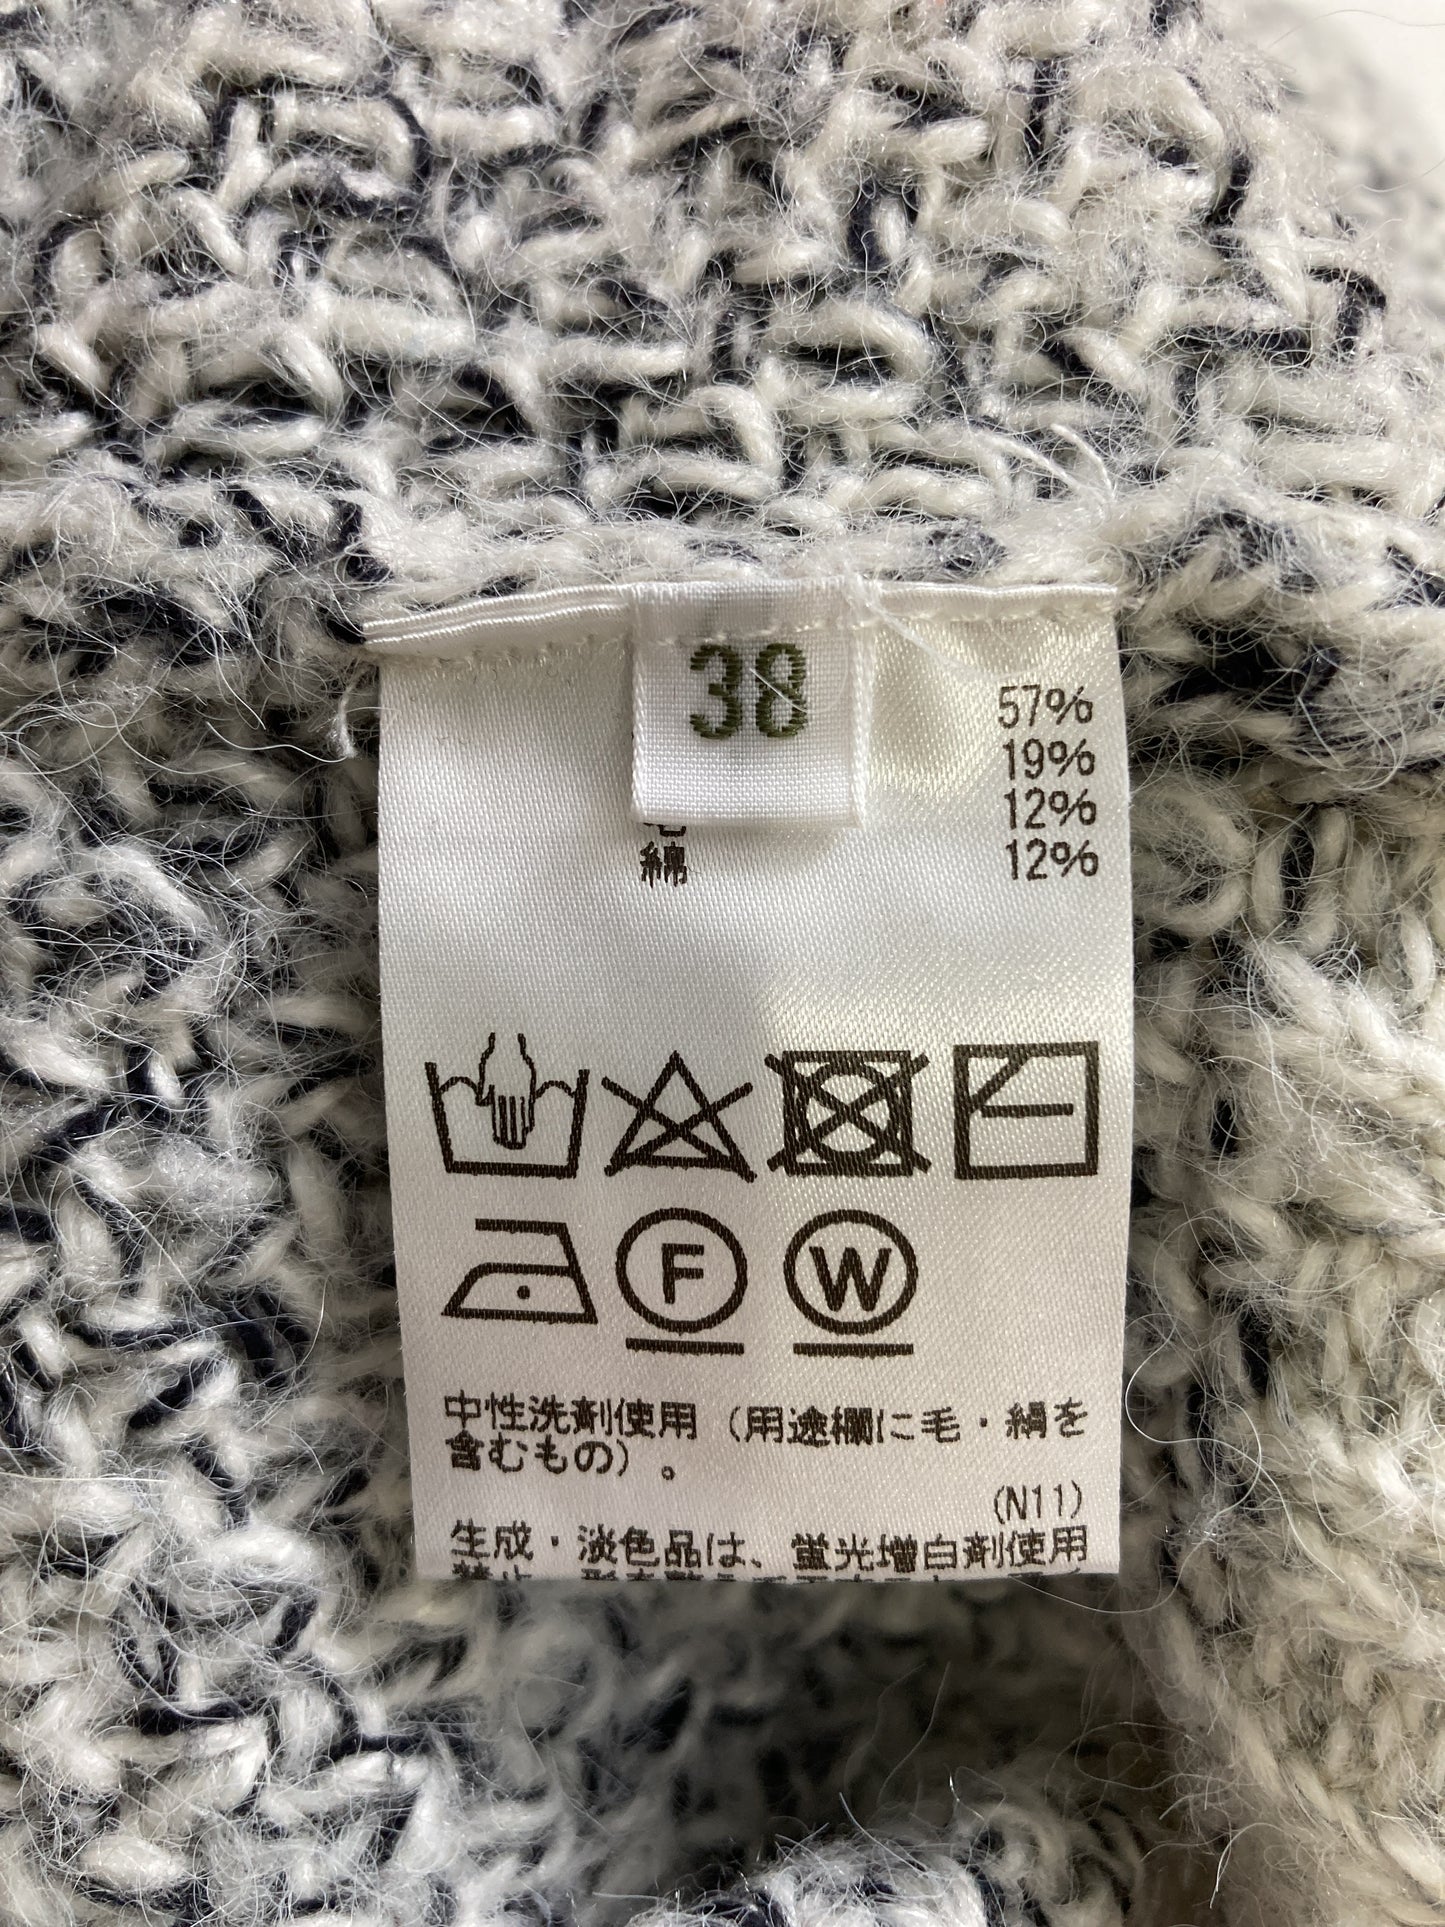 38
57%
19%
12%
12%
綿
F
W
中性洗剤使用（用途欄に毛・絹を
含むもの）。
(N11)
生成・淡色品は、蛍光増白剤使用